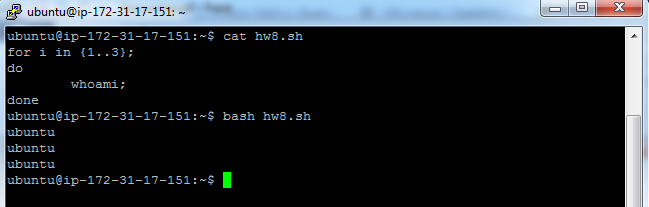 ubuntu@ip-172-31-17-151: ~
ubuntu@ip-172-31-17-151:~$ cat hw8.sh
for i in {1..3};
do
        whoami;
done
ubuntu@ip-172-31-17-151:~$ bash hw8.sh
ubuntu
ubuntu
ubuntu
ubuntu@ip-172-31-17-151:~$